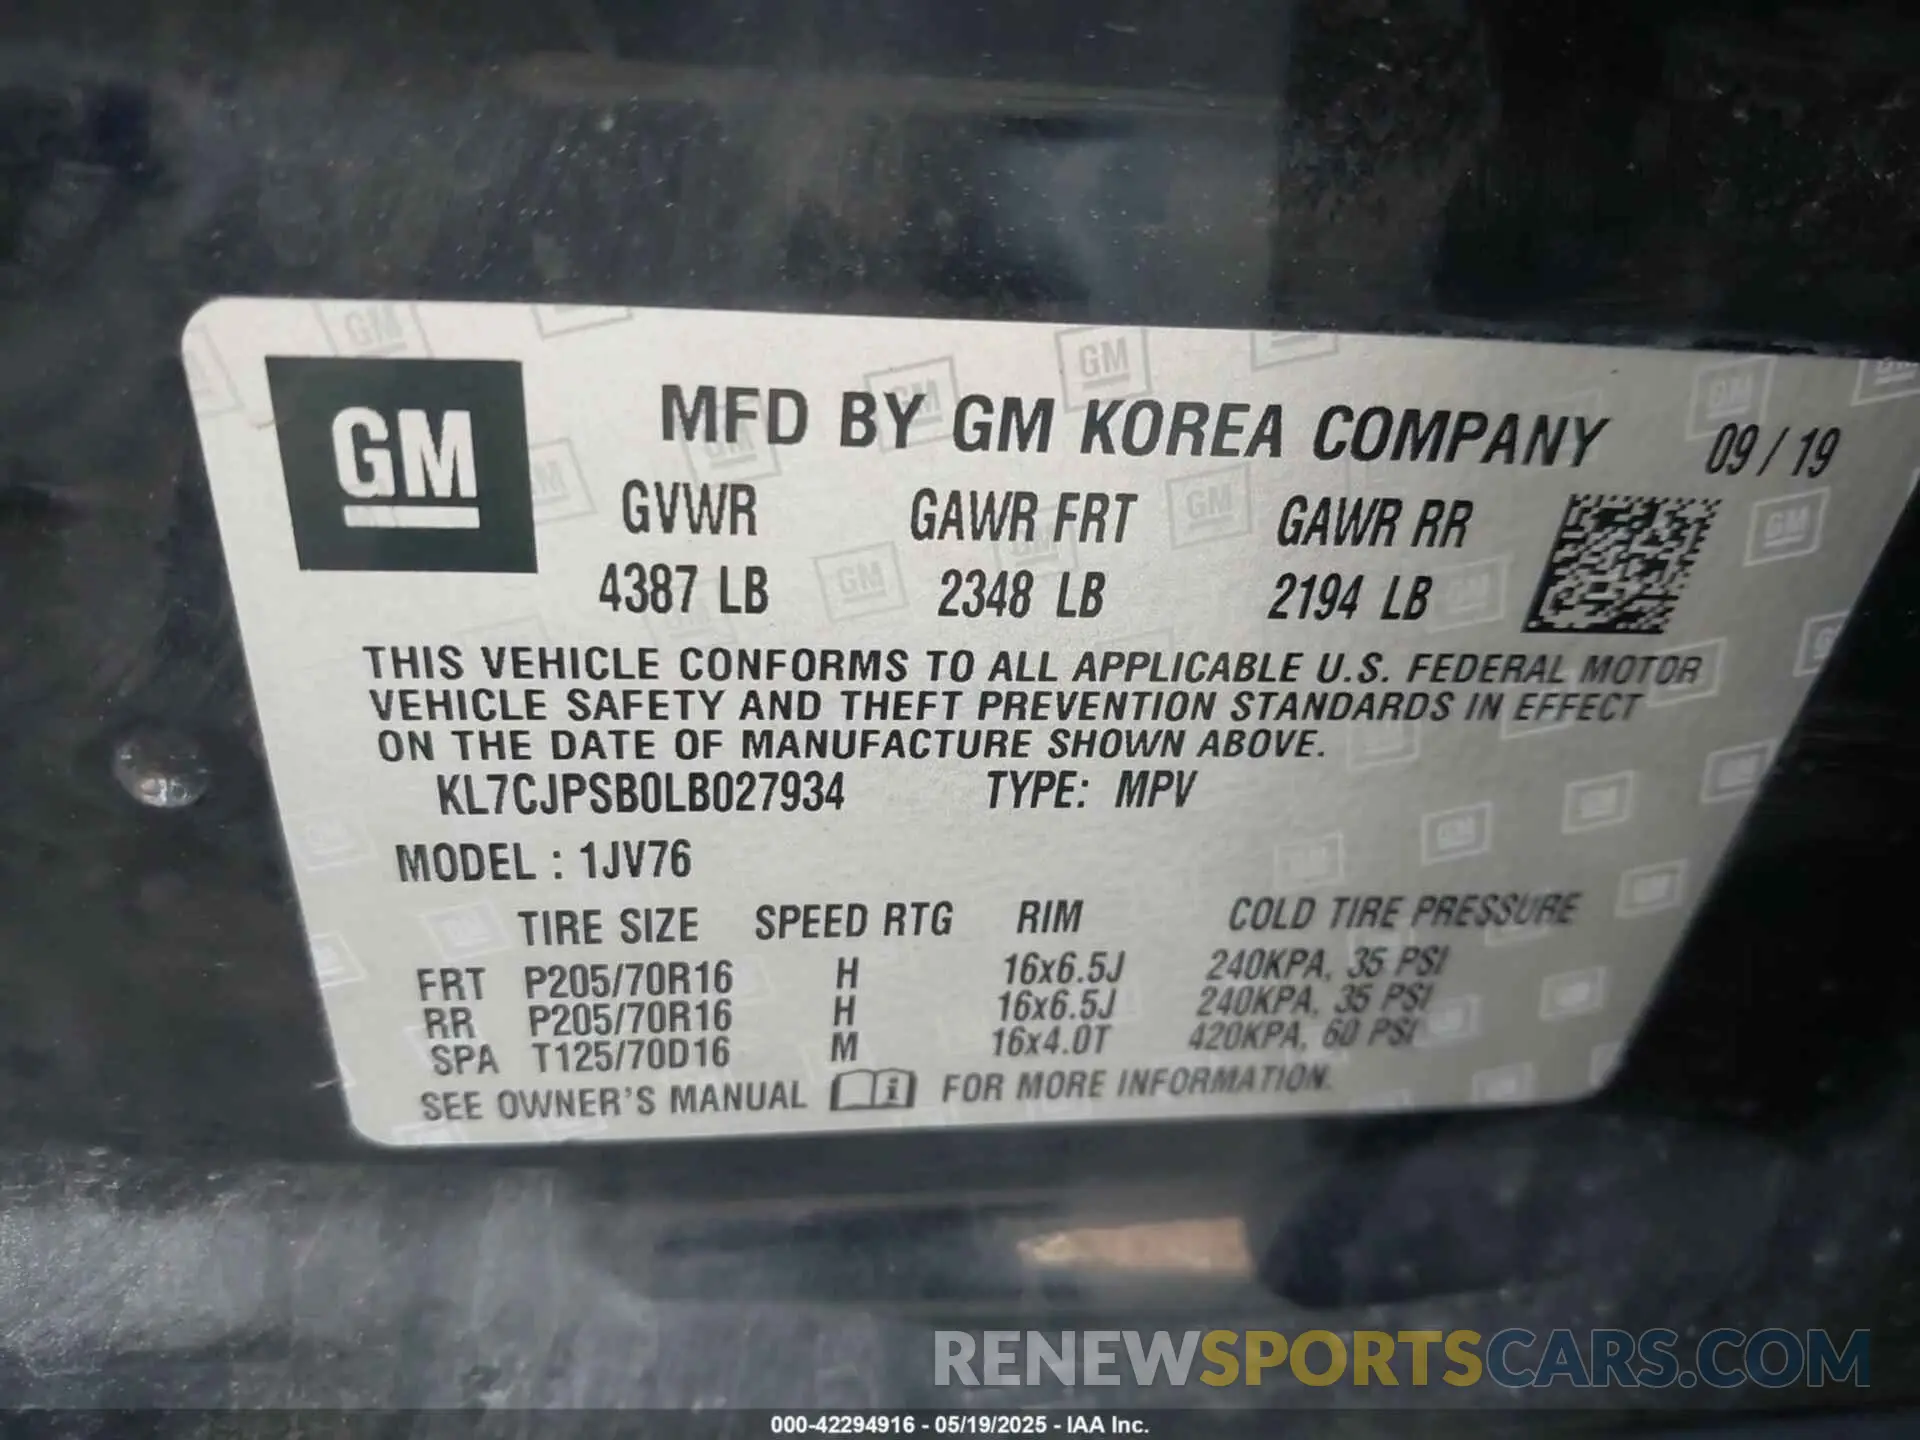 GM
MFD BY GM KOREA COMPANY 09 / 19
GVWR GAWR FRT GAWR RR
4387 LB 2348 LB 2194 LB
THIS VEHICLE CONFORMS TO ALL APPLICABLE U.S. FEDERAL MOTOR
VEHICLE SAFETY AND THEFT PREVENTION STANDARDS IN EFFECT
ON THE DATE OF MANUFACTURE SHOWN ABOVE.
KL7CJPSB0LB027934 TYPE: MPV
MODEL : 1JV76
TIRE SIZE SPEED RTG RIM COLD TIRE PRESSURE
FRT P205/70R16 H 16x6.5J 240KPA, 35 PSI
RR P205/70R16 H 16x6.5J 240KPA, 35 PSI
SPA T125/70D16 M 16x4.0T 420KPA, 60 PSI
SEE OWNER'S MANUAL i FOR MORE INFORMATION.
RENEWSPORTSCARS.COM
000-42294916 - 05/19/2025 - IAA Inc.